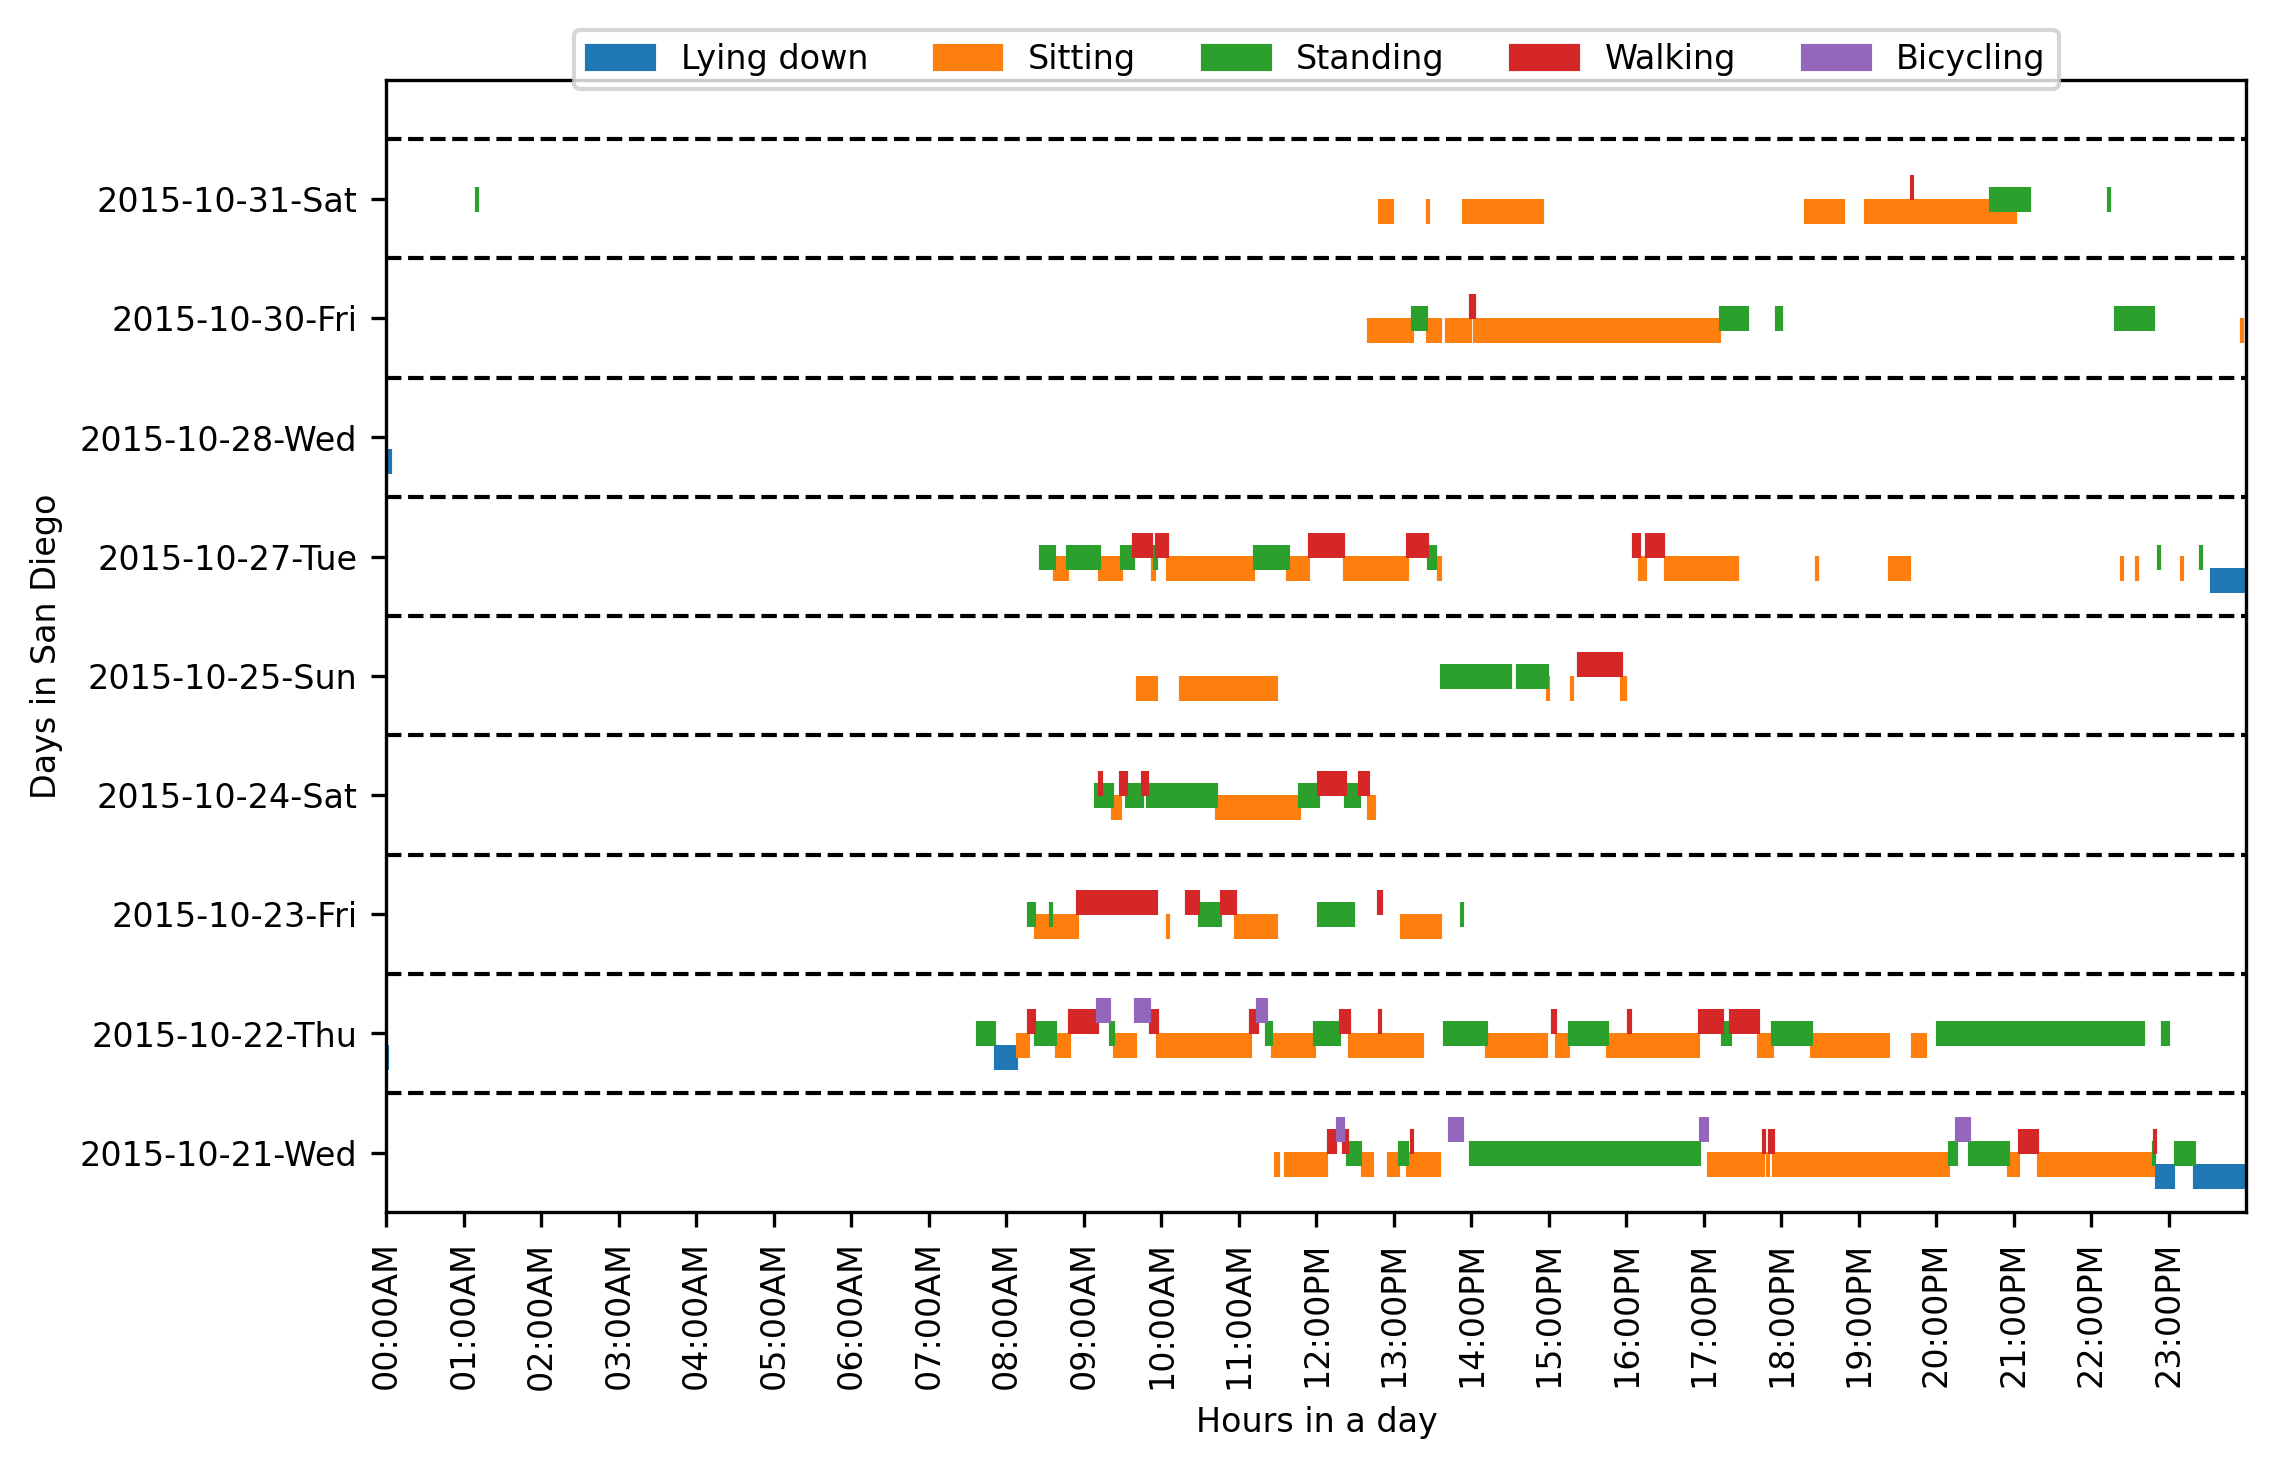 Lying down Sitting Standing Walking Bicycling
2015-10-31-Sat
2015-10-30-Fri
2015-10-28-Wed
2015-10-27-Tue
2015-10-25-Sun
2015-10-24-Sat
2015-10-23-Fri
2015-10-22-Thu
2015-10-21-Wed
Days in San Diego
00:00AM
01:00AM
02:00AM
03:00AM
04:00AM
05:00AM
06:00AM
07:00AM
08:00AM
09:00AM
10:00AM
11:00AM
12:00PM
13:00PM
14:00PM
15:00PM
16:00PM
17:00PM
18:00PM
19:00PM
20:00PM
21:00PM
22:00PM
23:00PM
Hours in a day